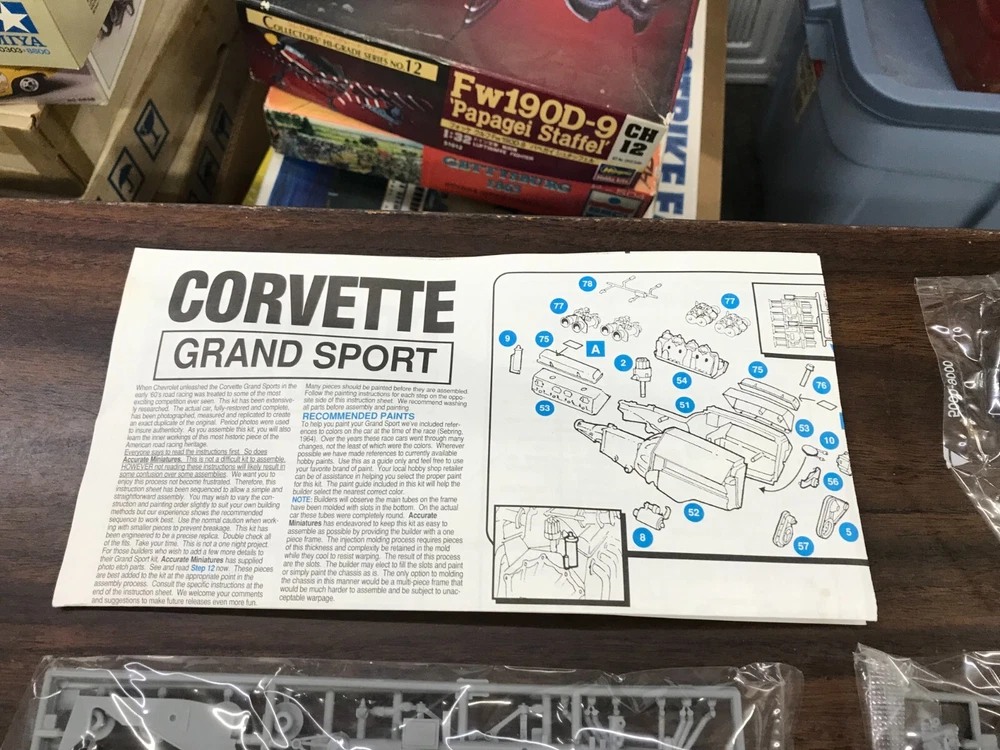 MIYA
COLLECTORS' HI-GRADE SERIES NO.12
Fw190D-9
'Papagei Staffel'
1:32
CH
12
GETTYSBURG
1863
CORVETTE
GRAND SPORT
When Chevrolet unleashed the Corvette Grand Sports in the
early '60's road racing was treated to some of the most
exciting competition ever seen. This kit has been extensive-
ly researched. The actual car, fully-restored and complete,
has been photographed, measured and replicated to create
an exact duplicate of the original. Period photos were used
to insure authenticity. As you assemble this kit, you will also
learn the inner workings of this most historic piece of the
American road racing heritage.
Everyone says to read the instructions first. So does
Accurate Miniatures. This is not a difficult kit to assemble,
HOWEVER not reading these instructions will likely result in
some confusion over some assemblies. We want you to
enjoy this process not become frustrated. Therefore, this
instruction sheet has been sequenced to allow a simple and
straightforward assembly. You may wish to vary the con-
struction and painting order slightly to suit your own building
methods but our experience shows the recommended
sequence to work best. Use the normal caution when work-
ing with smaller pieces to prevent breakage. This kit has
been engineered to be a precise replica. Double check all
of the fits. Take your time. This is not a one night project.
For those builders who wish to add a few more details to
their Grand Sport kit, Accurate Miniatures has supplied
photo etch parts. See and read Step 12 now. These pieces
are best added to the kit at the appropriate point in the
assembly process. Consult the specific instructions at the
end of the instruction sheet. We welcome your comments
and suggestions to make future releases even more fun.
Many pieces should be painted before they are assembled.
Follow the painting instructions for each step on the oppo-
site side of this instruction sheet. We recommend washing
all parts before assembly and painting.
RECOMMENDED PAINTS
To help you paint your Grand Sport we've included refer-
ences to colors on the car at the time of the race (Sebring,
1964). Over the years these race cars went through many
changes, not the least of which were the colors. Wherever
possible we have made references to currently available
hobby paints. Use this as a guide only and feel free to use
your favorite brand of paint. Your local hobby shop retailer
can be of assistance in helping you select the proper paint
for this kit. The paint guide included in this kit will help the
builder select the nearest correct color.
NOTE: Builders will observe the main tubes on the frame
have been molded with slots in the bottom. On the actual
car these tubes were completely round. Accurate
Miniatures has endeavored to keep this kit as easy to
assemble as possible by providing the builder with a one
piece frame. The injection molding process requires pieces
of this thickness and complexity be retained in the mold
while they cool to resist warping. The result of this process
are the slots. The builder may elect to fill the slots and paint
or simply paint the chassis as is. The only option to molding
the chassis in this manner would be a multi-piece frame that
would be much harder to assemble and be subject to unac-
ceptable warpage.
78
77
77
9
75
A
2
54
75
76
53
51
53
10
56
8
52
57
5